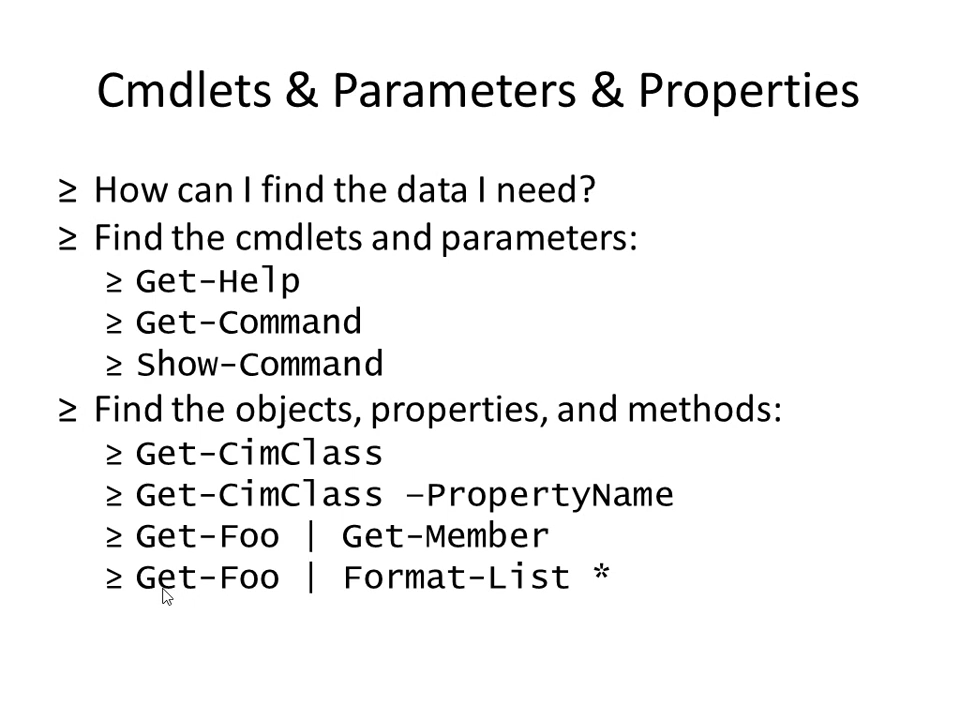 Cmdlets & Parameters & Properties
≥ How can I find the data I need?
≥ Find the cmdlets and parameters:
≥ Get-Help
≥ Get-Command
≥ Show-Command
≥ Find the objects, properties, and methods:
≥ Get-CimClass
≥ Get-CimClass –PropertyName
≥ Get-Foo | Get-Member
≥ Get-Foo | Format-List *